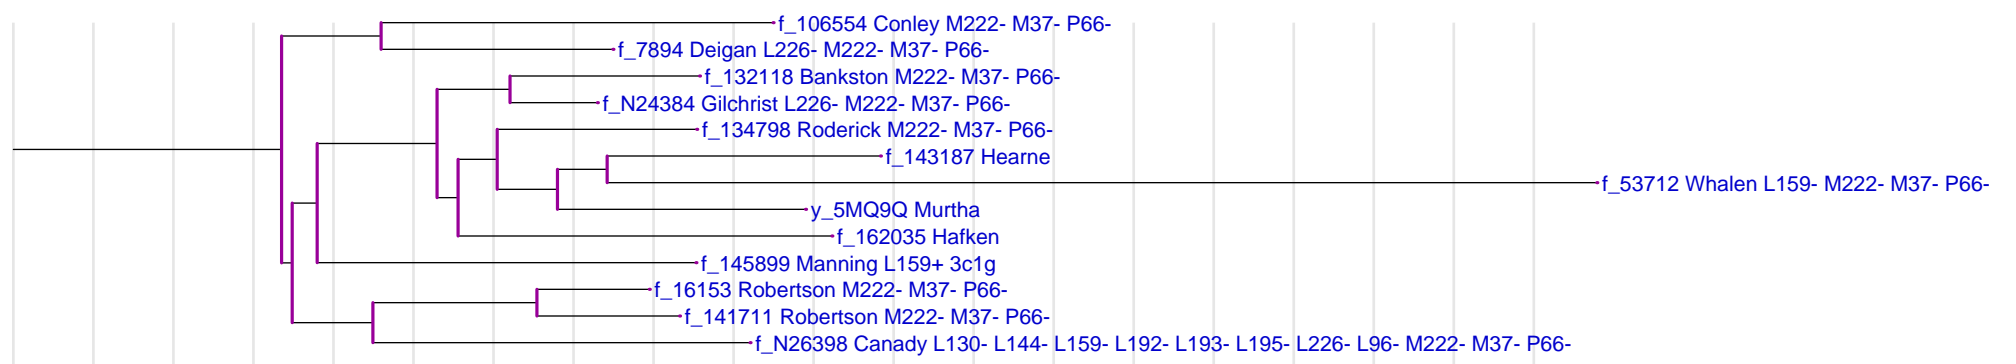 f_106554 Conley M222- M37- P66-
f_7894 Deigan L226- M222- M37- P66-
f_132118 Bankston M222- M37- P66-
f_N24384 Gilchrist L226- M222- M37- P66-
f_134798 Roderick M222- M37- P66-
f_143187 Hearne
f_53712 Whalen L159- M222- M37- P66-
y_5MQ9Q Murtha
f_162035 Hafken
f_145899 Manning L159+ 3c1g
f_16153 Robertson M222- M37- P66-
f_141711 Robertson M222- M37- P66-
f_N26398 Canady L130- L144- L159- L192- L193- L195- L226- L96- M222- M37- P66-